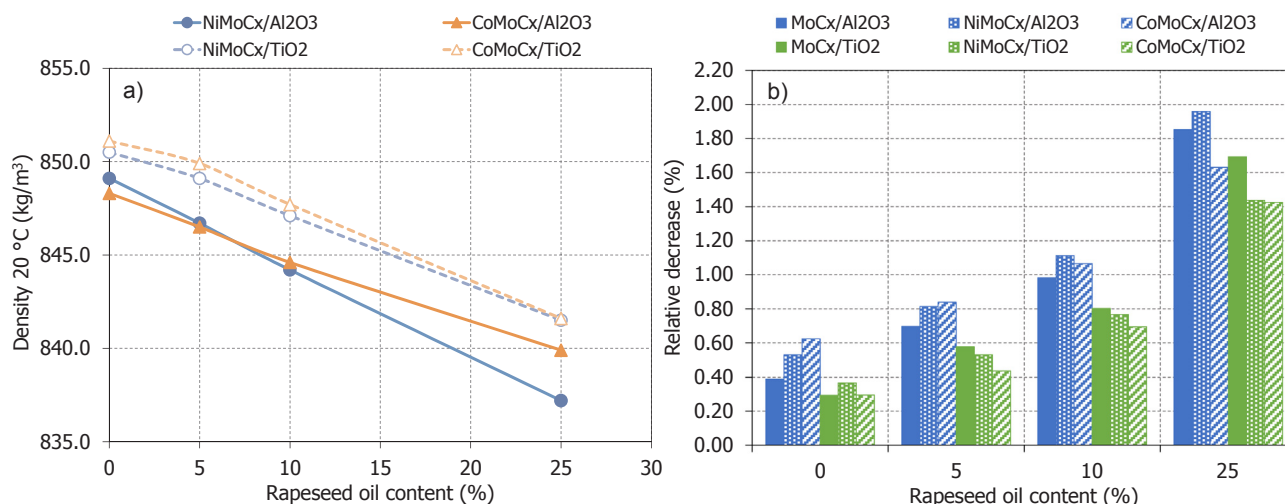 NiMoCx/Al2O3 CoMoCx/Al2O3
NiMoCx/TiO2 CoMoCx/TiO2
a)
855.0
850.0
845.0
840.0
835.0
Density 20 °C (kg/m³)
0 5 10 15 20 25 30
Rapeseed oil content (%)
MoCx/Al2O3 NiMoCx/Al2O3 CoMoCx/Al2O3
MoCx/TiO2 NiMoCx/TiO2 CoMoCx/TiO2
b)
2.20
2.00
1.80
1.60
1.40
1.20
1.00
0.80
0.60
0.40
0.20
0.00
Relative decrease (%)
0 5 10 25
Rapeseed oil content (%)